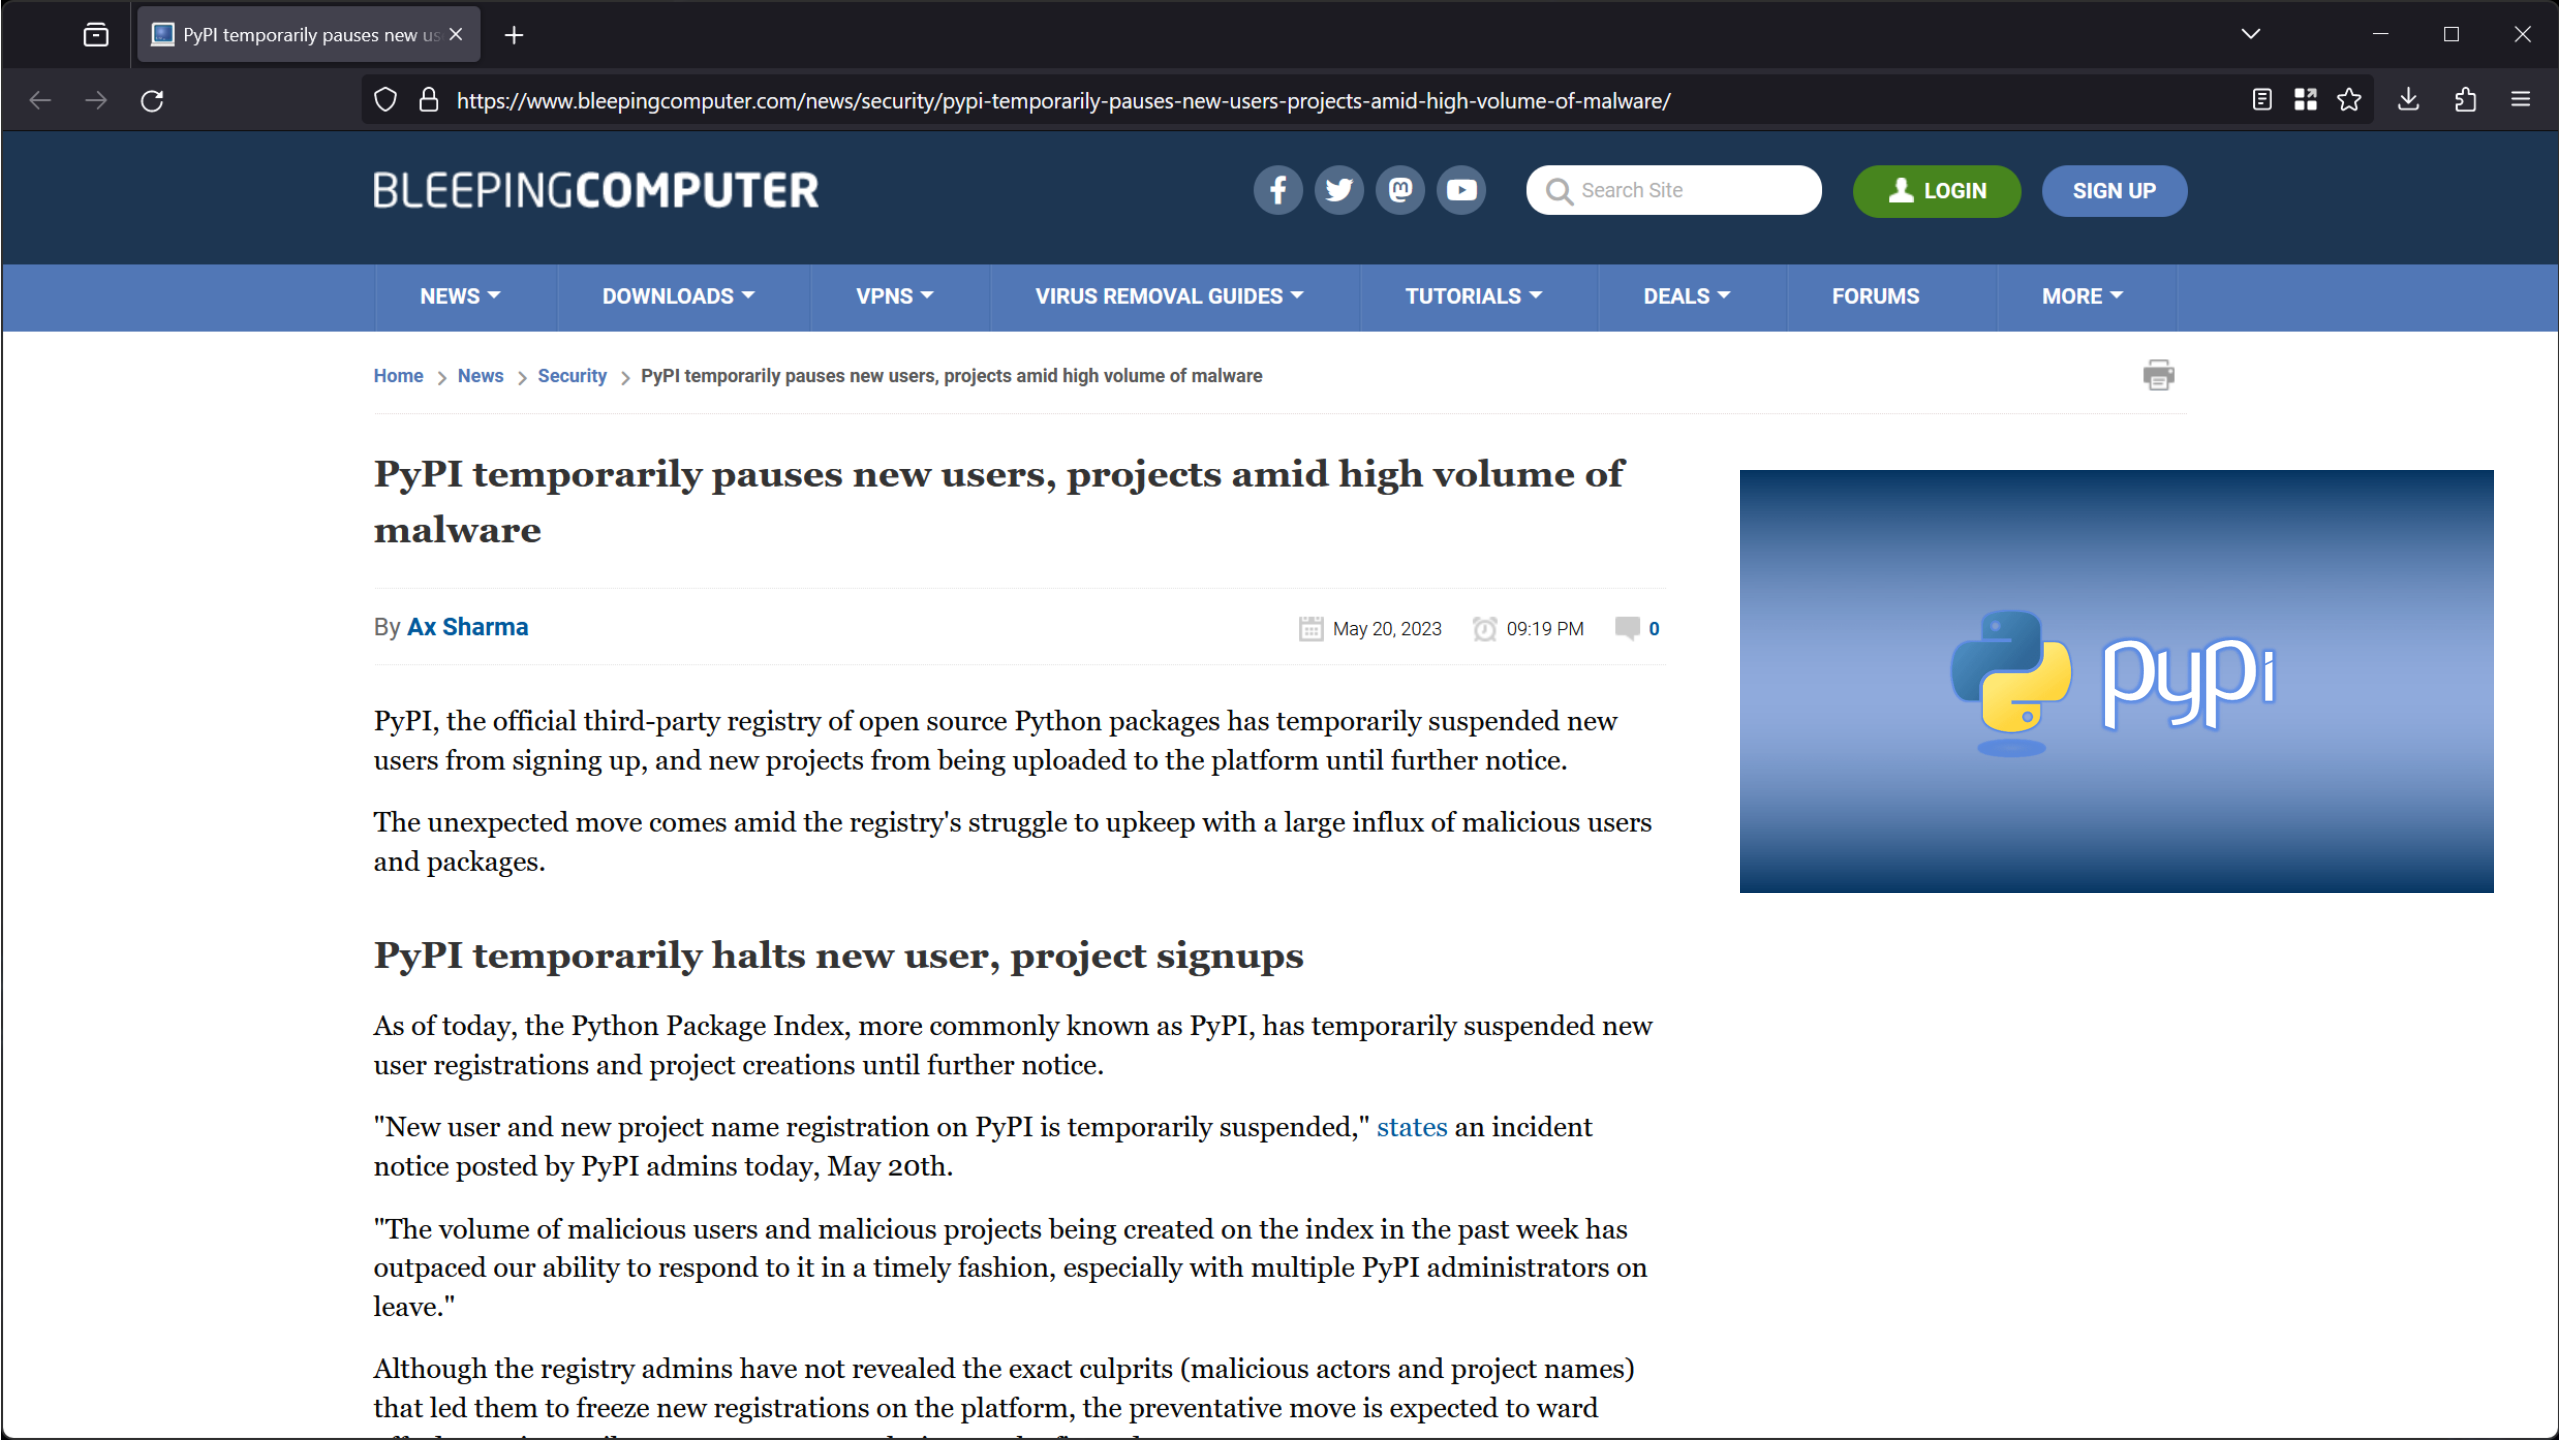 PyPI temporarily pauses new us
https://www.bleepingcomputer.com/news/security/pypi-temporarily-pauses-new-users-projects-amid-high-volume-of-malware/
BLEEPINGCOMPUTER
Search Site
LOGIN
SIGN UP
NEWS
DOWNLOADS
VPNS
VIRUS REMOVAL GUIDES
TUTORIALS
DEALS
FORUMS
MORE
Home
News
Security
PyPI temporarily pauses new users, projects amid high volume of malware
PyPI temporarily pauses new users, projects amid high volume of
malware
By Ax Sharma
May 20, 2023
09:19 PM
0
pypi
PyPI, the official third-party registry of open source Python packages has temporarily suspended new
users from signing up, and new projects from being uploaded to the platform until further notice.
The unexpected move comes amid the registry's struggle to upkeep with a large influx of malicious users
and packages.
PyPI temporarily halts new user, project signups
As of today, the Python Package Index, more commonly known as PyPI, has temporarily suspended new
user registrations and project creations until further notice.
"New user and new project name registration on PyPI is temporarily suspended," states an incident
notice posted by PyPI admins today, May 20th.
"The volume of malicious users and malicious projects being created on the index in the past week has
outpaced our ability to respond to it in a timely fashion, especially with multiple PyPI administrators on
leave."
Although the registry admins have not revealed the exact culprits (malicious actors and project names)
that led them to freeze new registrations on the platform, the preventative move is expected to ward